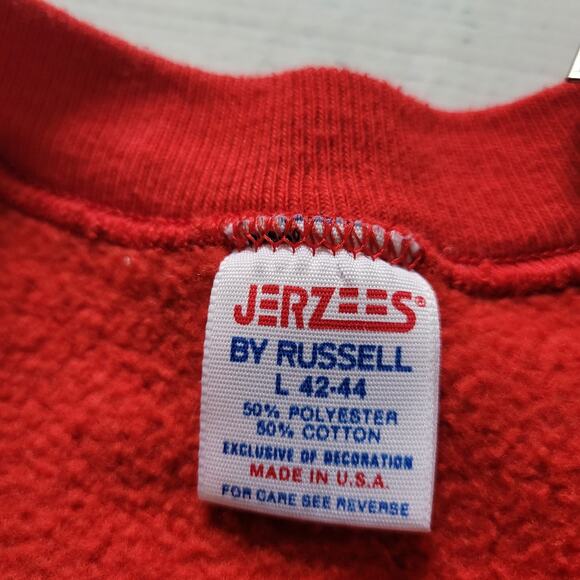 JERZEES®
BY RUSSELL
L 42-44
50% POLYESTER
50% COTTON
EXCLUSIVE OF DECORATION
MADE IN U.S.A.
FOR CARE SEE REVERSE